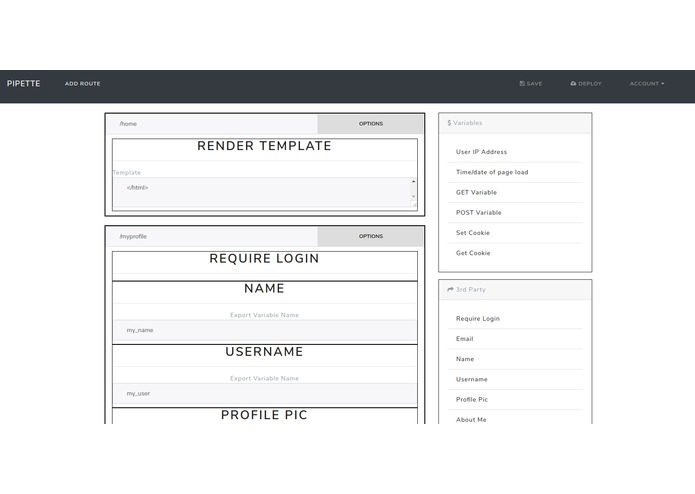 PIPETTE ADD ROUTE SAVE DEPLOY ACCOUNT
/home OPTIONS
RENDER TEMPLATE
Template
</html>
/myprofile OPTIONS
REQUIRE LOGIN
NAME
Export Variable Name
my_name
USERNAME
Export Variable Name
my_user
PROFILE PIC
$ Variables
User IP Address
Time/date of page load
GET Variable
POST Variable
Set Cookie
Get Cookie
3rd Party
Require Login
Email
Name
Username
Profile Pic
About Me